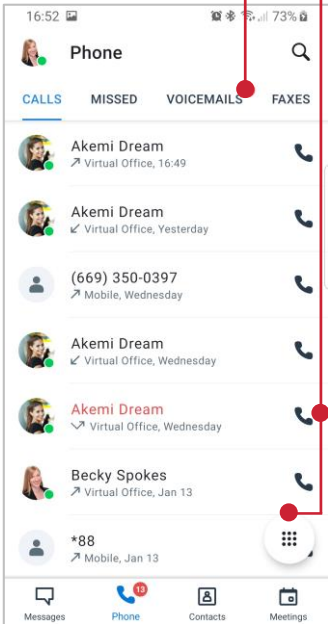 16:52 73%
Phone
CALLS MISSED VOICEMAILS FAXES
Akemi Dream
Virtual Office, 16:49
Akemi Dream
Virtual Office, Yesterday
(669) 350-0397
Mobile, Wednesday
Akemi Dream
Virtual Office, Wednesday
Akemi Dream
Virtual Office, Wednesday
Becky Spokes
Virtual Office, Jan 13
*88
Mobile, Jan 13
13
Messages Phone Contacts Meetings